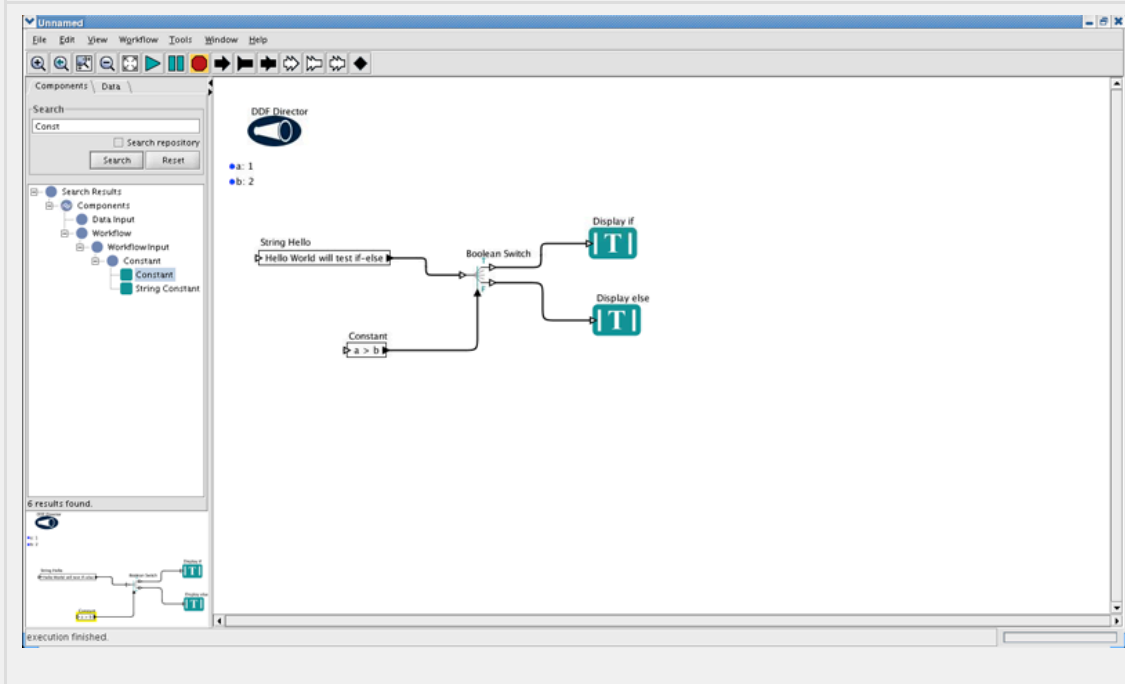 Unnamed
File Edit View Workflow Tools Window Help
Components Data
Search
Const
Search repository
Search Reset
Search Results
Components
Data Input
Workflow
WorkflowInput
Constant
Constant
String Constant
6 results found.
DDF Director
a: 1
b: 2
String Hello
Hello World will test if-else
Boolean Switch
T
F
Display if
T
Display else
T
Constant
a > b
execution finished.